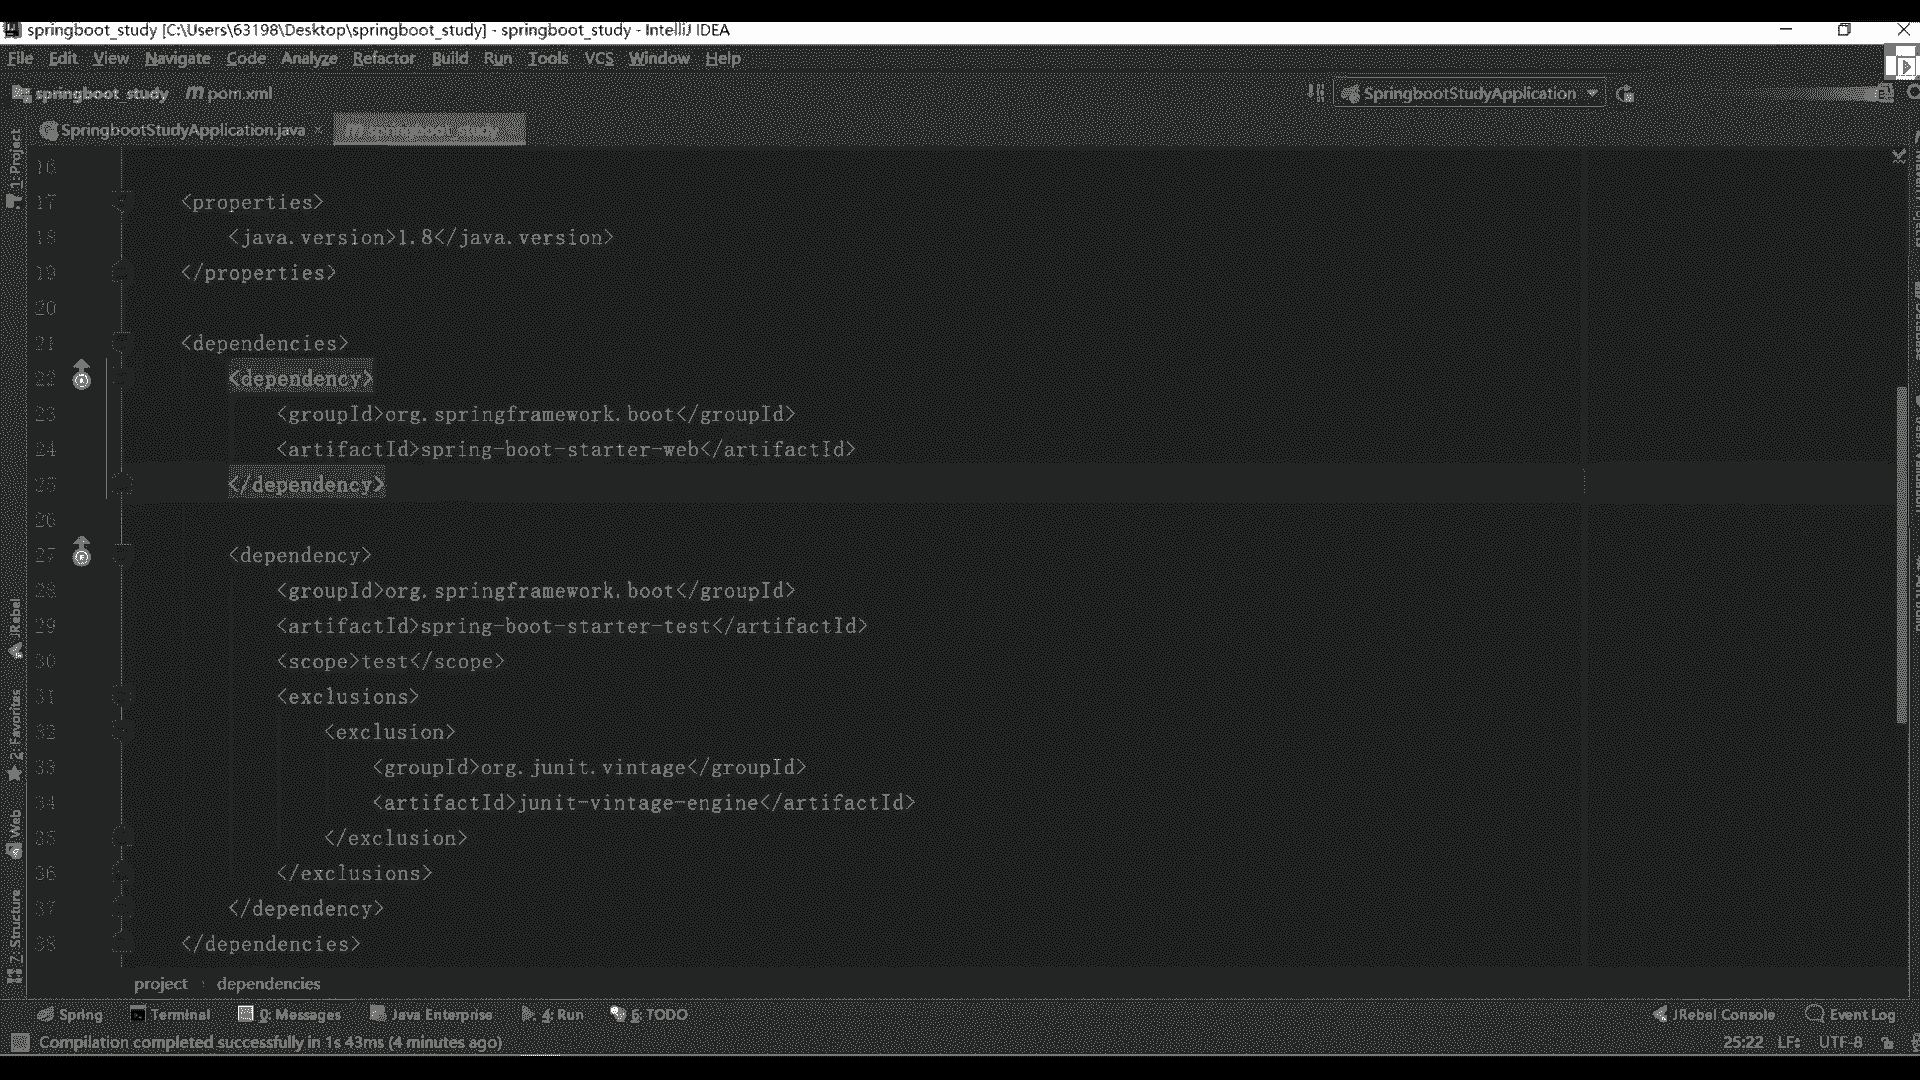 springboot_study [C:\Users\63198\Desktop\springboot_study] - springboot_study - IntelliJ IDEA
File Edit View Navigate Code Analyze Refactor Build Run Tools VCS Window Help
springboot_study pom.xml
SpringbootStudyApplication
SpringbootStudyApplication.java × springboot_study
16
17 <properties>
18 <java.version>1.8</java.version>
19 </properties>
20
21 <dependencies>
22 <dependency>
23 <groupId>org.springframework.boot</groupId>
24 <artifactId>spring-boot-starter-web</artifactId>
25 </dependency>
26
27 <dependency>
28 <groupId>org.springframework.boot</groupId>
29 <artifactId>spring-boot-starter-test</artifactId>
30 <scope>test</scope>
31 <exclusions>
32 <exclusion>
33 <groupId>org.junit.vintage</groupId>
34 <artifactId>junit-vintage-engine</artifactId>
35 </exclusion>
36 </exclusions>
37 </dependency>
38 </dependencies>
1: Project
JRebel
2: Favorites
Web
7: Structure
project › dependencies
Spring Terminal 0: Messages Java Enterprise 4: Run 6: TODO
JRebel Console Event Log
Compilation completed successfully in 1s 43ms (4 minutes ago)
25:22 LF UTF-8